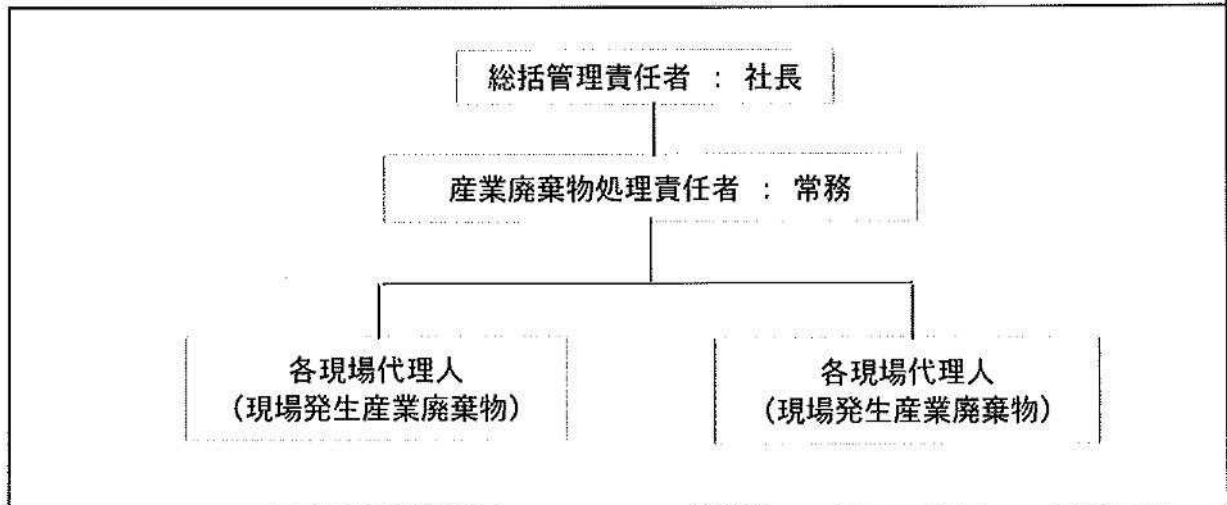 総括管理責任者 : 社長
産業廃棄物処理責任者 : 常務
各現場代理人
(現場発生産業廃棄物)
各現場代理人
(現場発生産業廃棄物)